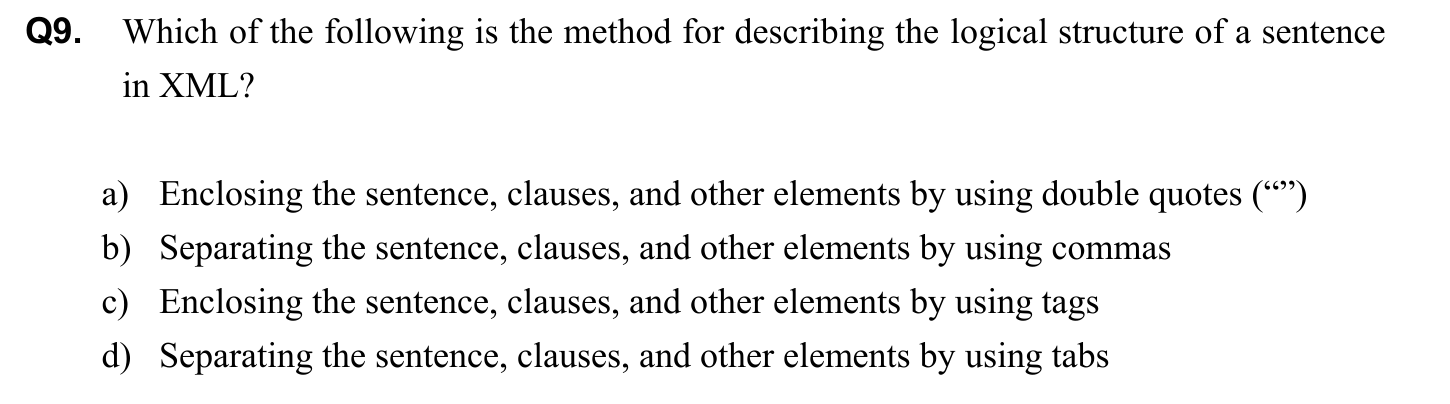 Q9. Which of the following is the method for describing the logical structure of a sentence
in XML?
a) Enclosing the sentence, clauses, and other elements by using double quotes (“”)
b) Separating the sentence, clauses, and other elements by using commas
c) Enclosing the sentence, clauses, and other elements by using tags
d) Separating the sentence, clauses, and other elements by using tabs